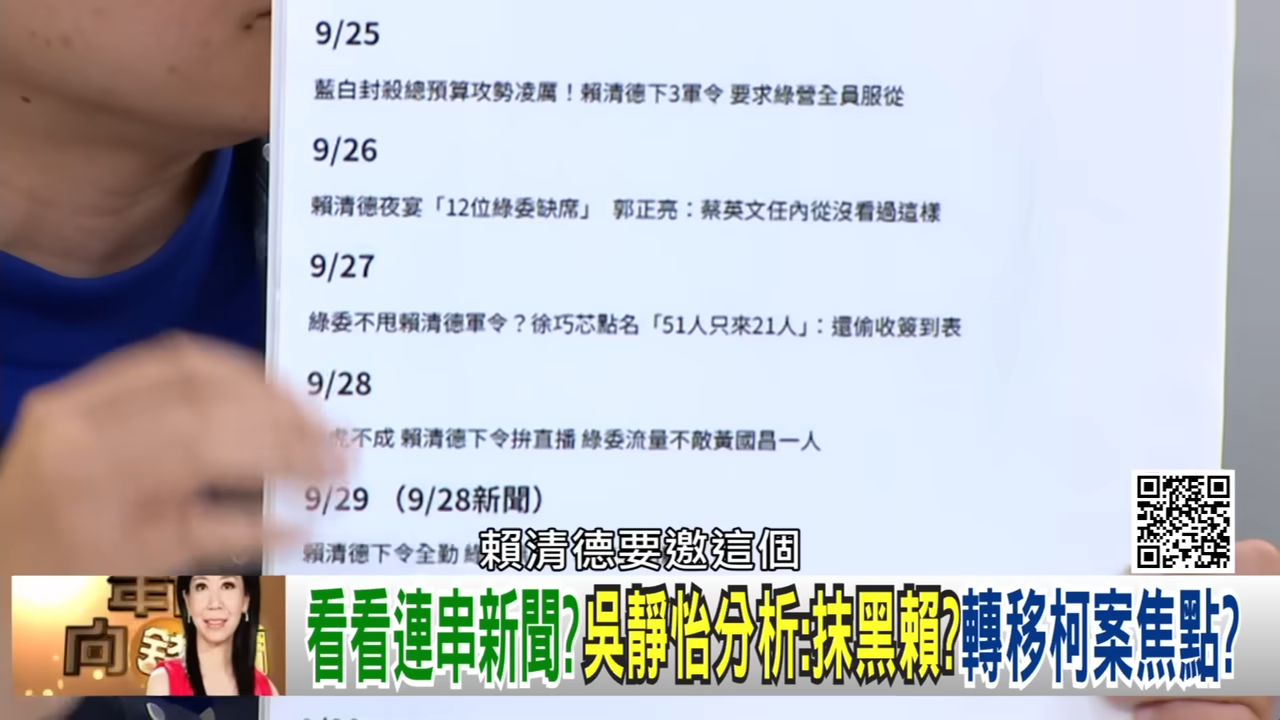 9/25
藍白封殺總預算攻勢凌厲！賴清德下3軍令 要求綠營全員服從
9/26
賴清德夜宴「12位綠委缺席」 郭正亮：蔡英文任內從沒看過這樣
9/27
綠委不甩賴清德軍令？徐巧芯點名「51人只來21人」：還偷收簽到表
9/28
虎不成 賴清德下令拚直播 綠委流量不敵黃國昌一人
9/29 （9/28新聞）
賴清德下令全勤
賴清德要邀這個
向錢
看看連串新聞?吳靜怡分析:抹黑賴?轉移柯案焦點?